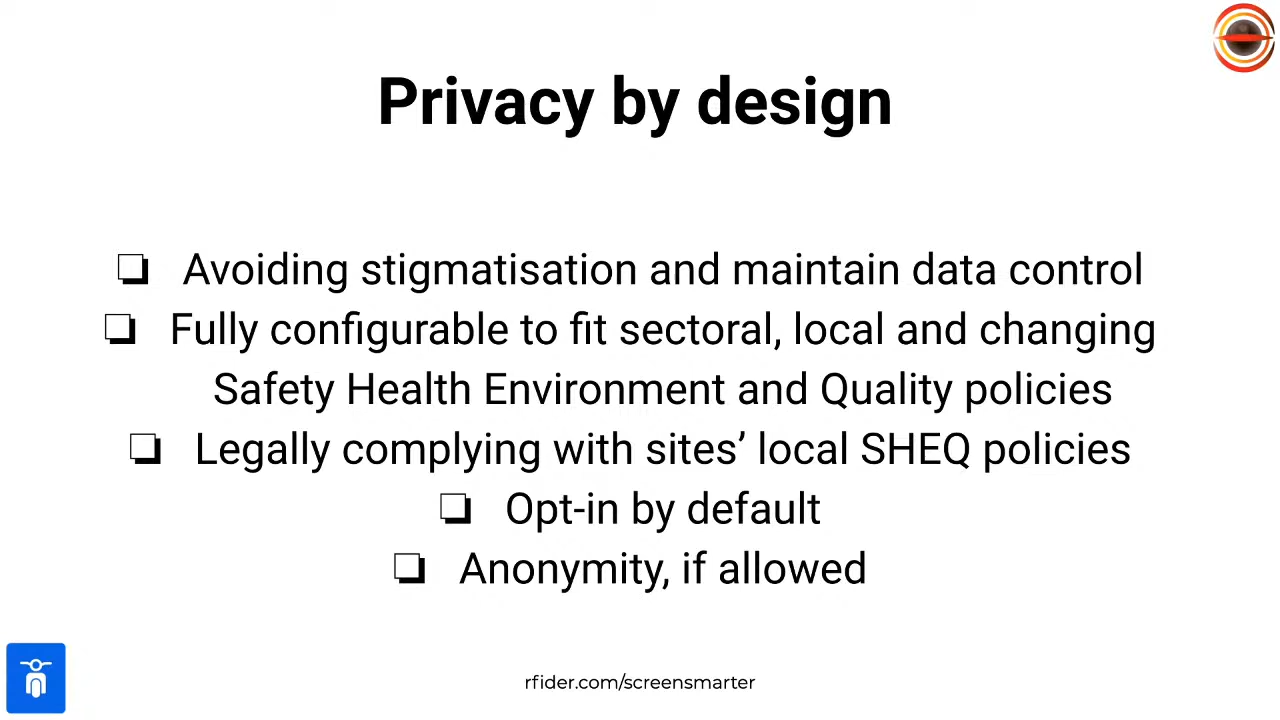 Privacy by design
❏ Avoiding stigmatisation and maintain data control
❏ Fully configurable to fit sectoral, local and changing
Safety Health Environment and Quality policies
❏ Legally complying with sites’ local SHEQ policies
❏ Opt-in by default
❏ Anonymity, if allowed
rfider.com/screensmarter